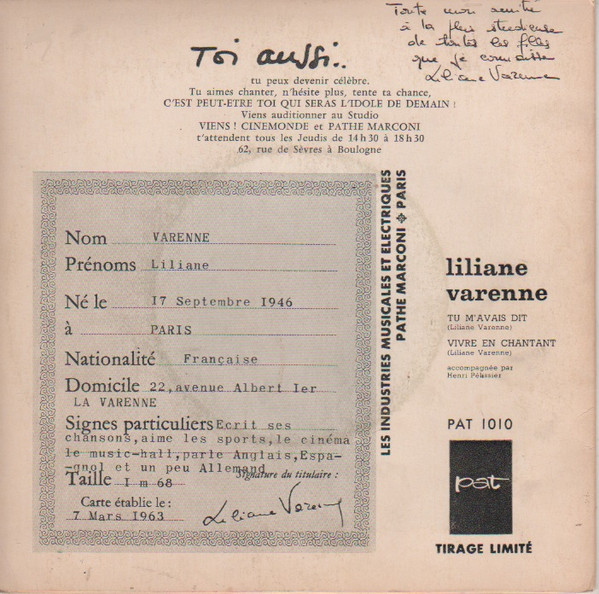 Toute mon amitié
à la plus studieuse
de toutes les filles
que je connaisse
Liliane Varenne
Toi aussi..
tu peux devenir célèbre.
Tu aimes chanter, n'hésite plus, tente ta chance,
C'EST PEUT-ETRE TOI QUI SERAS L'IDOLE DE DEMAIN !
Viens auditionner au Studio
VIENS ! CINEMONDE et PATHE MARCONI
t'attendent tous les Jeudis de 14 h 30 à 18 h 30
62, rue de Sèvres à Boulogne
Nom VARENNE
Prénoms Liliane
Né le 17 Septembre 1946
à PARIS
Nationalité Française
Domicile 22,avenue Albert Ier
LA VARENNE
Signes particuliers Ecrit ses
chansons,aime les sports,le cinéma
le music-hall,parle Anglais,Espa-
gnol et un peu Allemand
Taille I m 68
Signature du titulaire :
Carte établie le :
7 Mars 1963
Liliane Varenne
LES INDUSTRIES MUSICALES ET ELECTRIQUES
PATHE MARCONI ✤ PARIS
liliane
varenne
TU M'AVAIS DIT
(Liliane Varenne)
VIVRE EN CHANTANT
(Liliane Varenne)
accompagnée par
Henri Pélissier
PAT 1010
pat
TIRAGE LIMITÉ